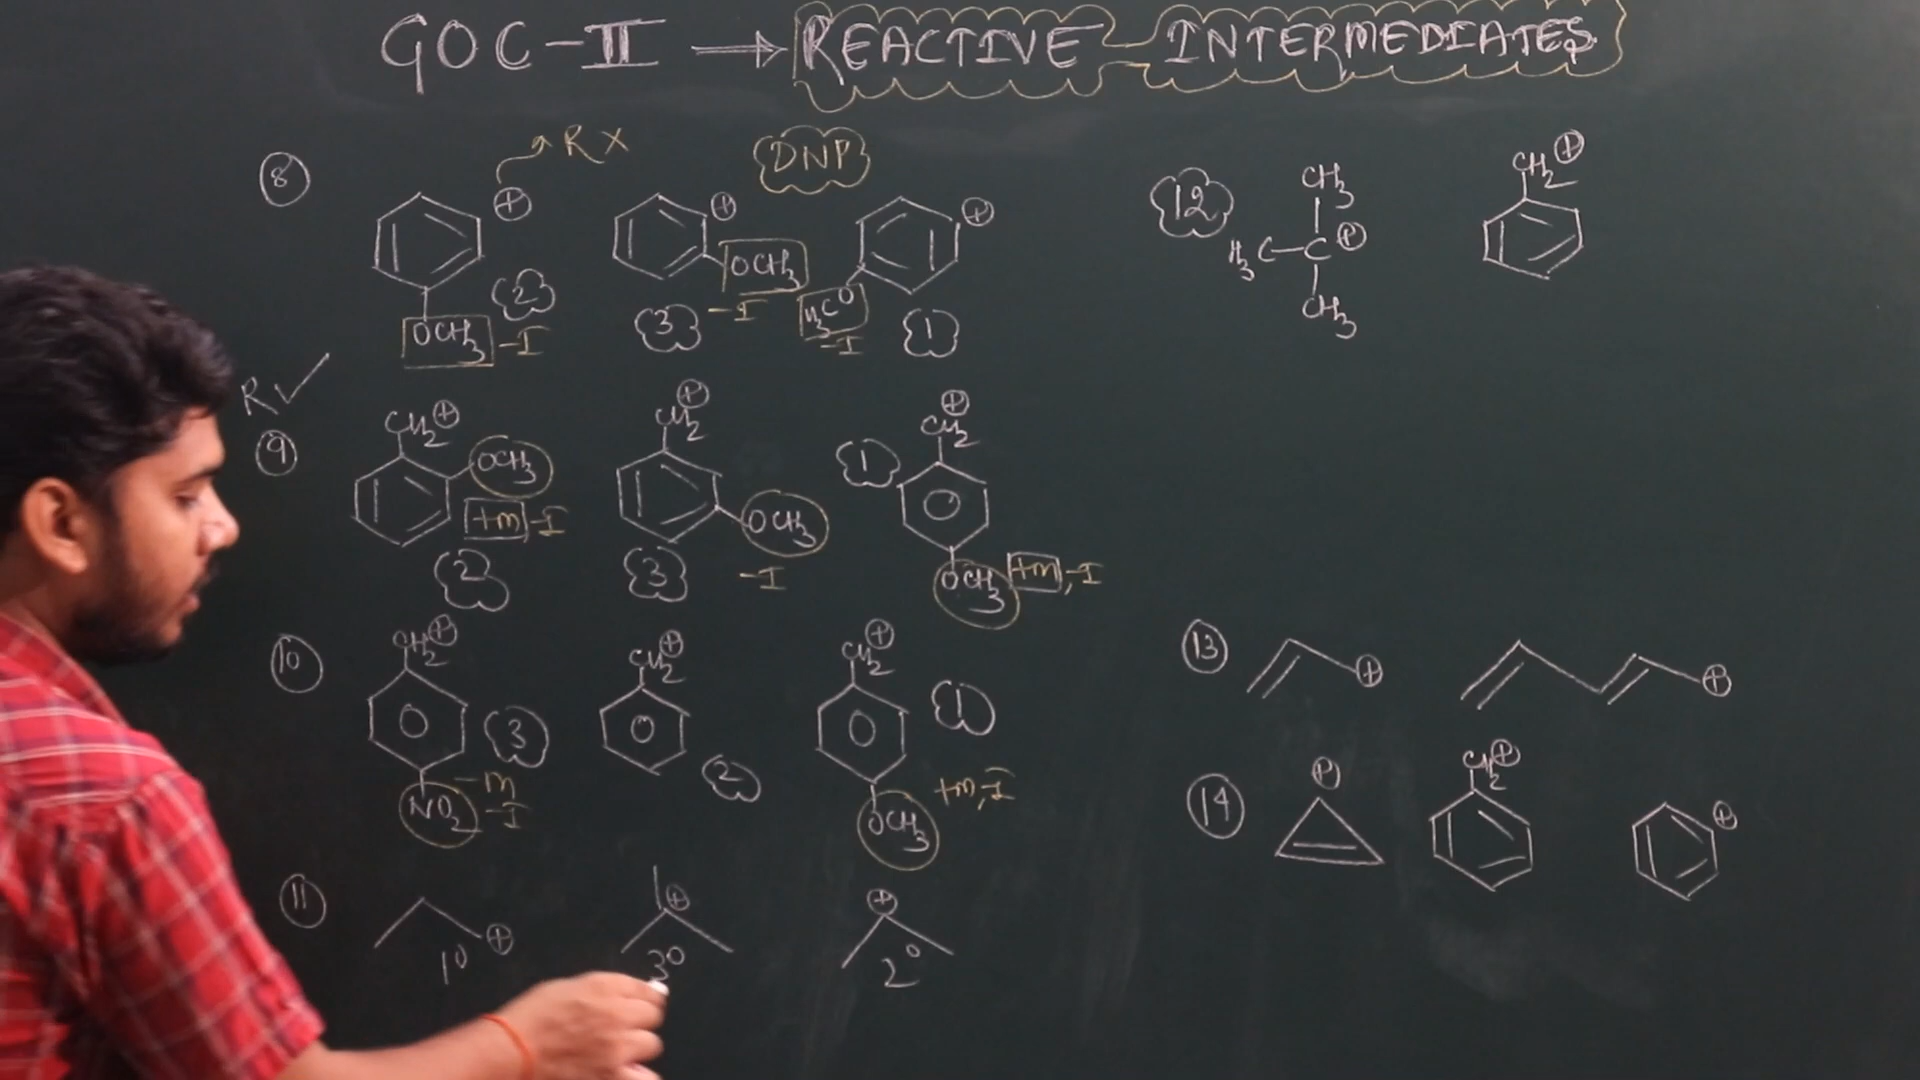 GOC-II → REACTIVE INTERMEDIATES
⑧ ⊕ → R X
DNP
OCH3 -I 2
⊕ OCH3 -I 3
⊕ H3CO -I 1
R ✓
⑨ CH2⊕ OCH3 +m -I 2
CH2⊕ OCH3 -I 3
1 CH2⊕ OCH3 +m, -I
⑩ CH2⊕ NO2 -m -I 3
CH2⊕ 2
CH2⊕ OCH3 +m, -I 1
⑪ ⊕ 1° ⊕ 3° ⊕ 2°
12 CH3
H3C-C⊕
CH3
CH2⊕
⑬ ⊕ ⊕
⑭ ⊕ CH2⊕ ⊕